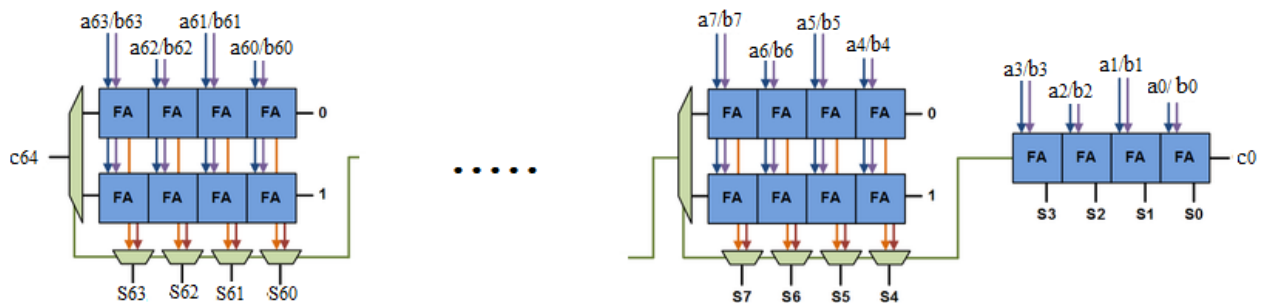 a63/b63 a61/b61
a62/b62 a60/b60
FA FA FA FA 0
c64
FA FA FA FA 1
S63 S62 S61 S60
.....
a7/b7 a5/b5
a6/b6 a4/b4
FA FA FA FA 0
FA FA FA FA 1
S7 S6 S5 S4
a3/b3 a1/b1
a2/b2 a0/ b0
FA FA FA FA c0
S3 S2 S1 S0